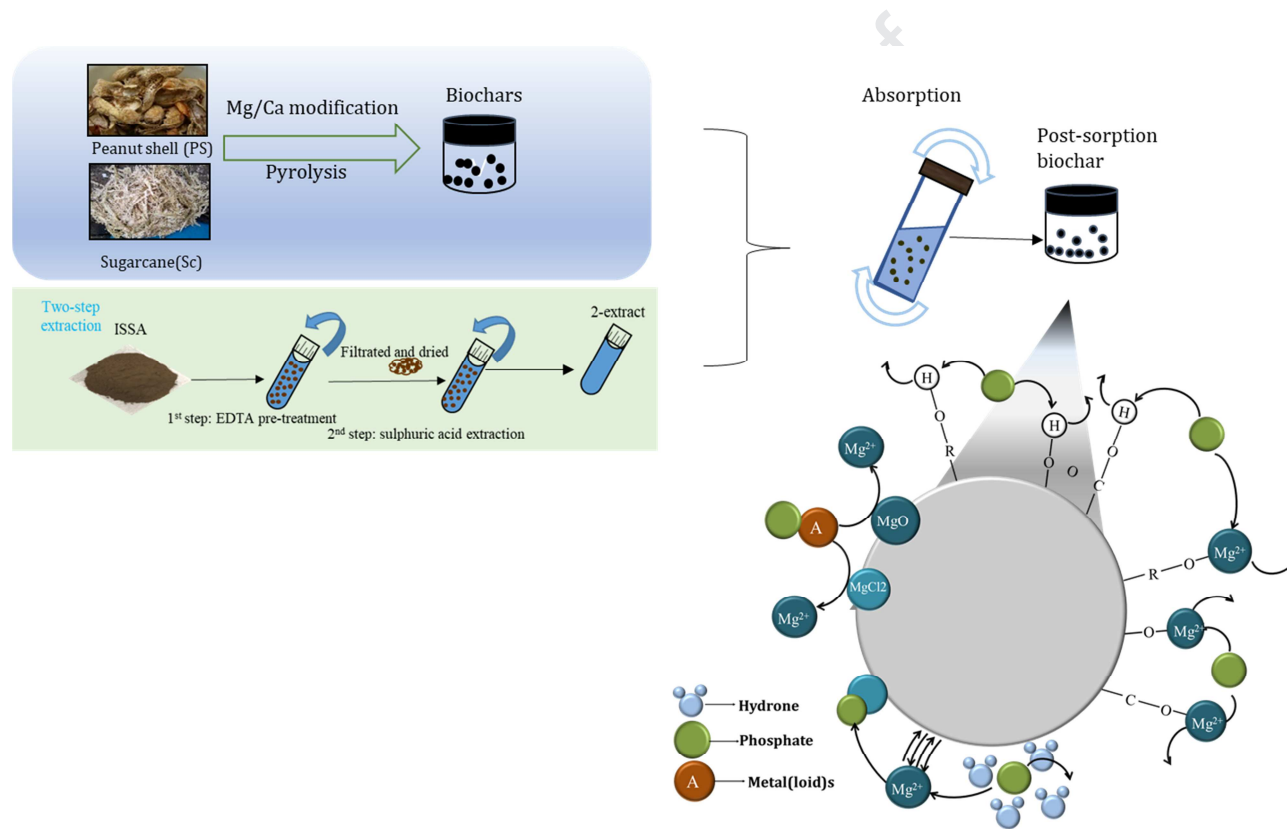 Mg/Ca modification
Pyrolysis
Biochars
Peanut shell (PS)
Sugarcane(Sc)
Two-step
extraction
ISSA
1st step: EDTA pre-treatment
Filtrated and dried
2nd step: sulphuric acid extraction
2-extract
Absorption
Post-sorption
biochar
H
O
R
H
O
O
H
O
C
Mg2+
MgO
A
MgCl2
Mg2+
R
O
Mg2+
O
Mg2+
C
O
Mg2+
Mg2+
Hydrone
Phosphate
A
Metal(loid)s